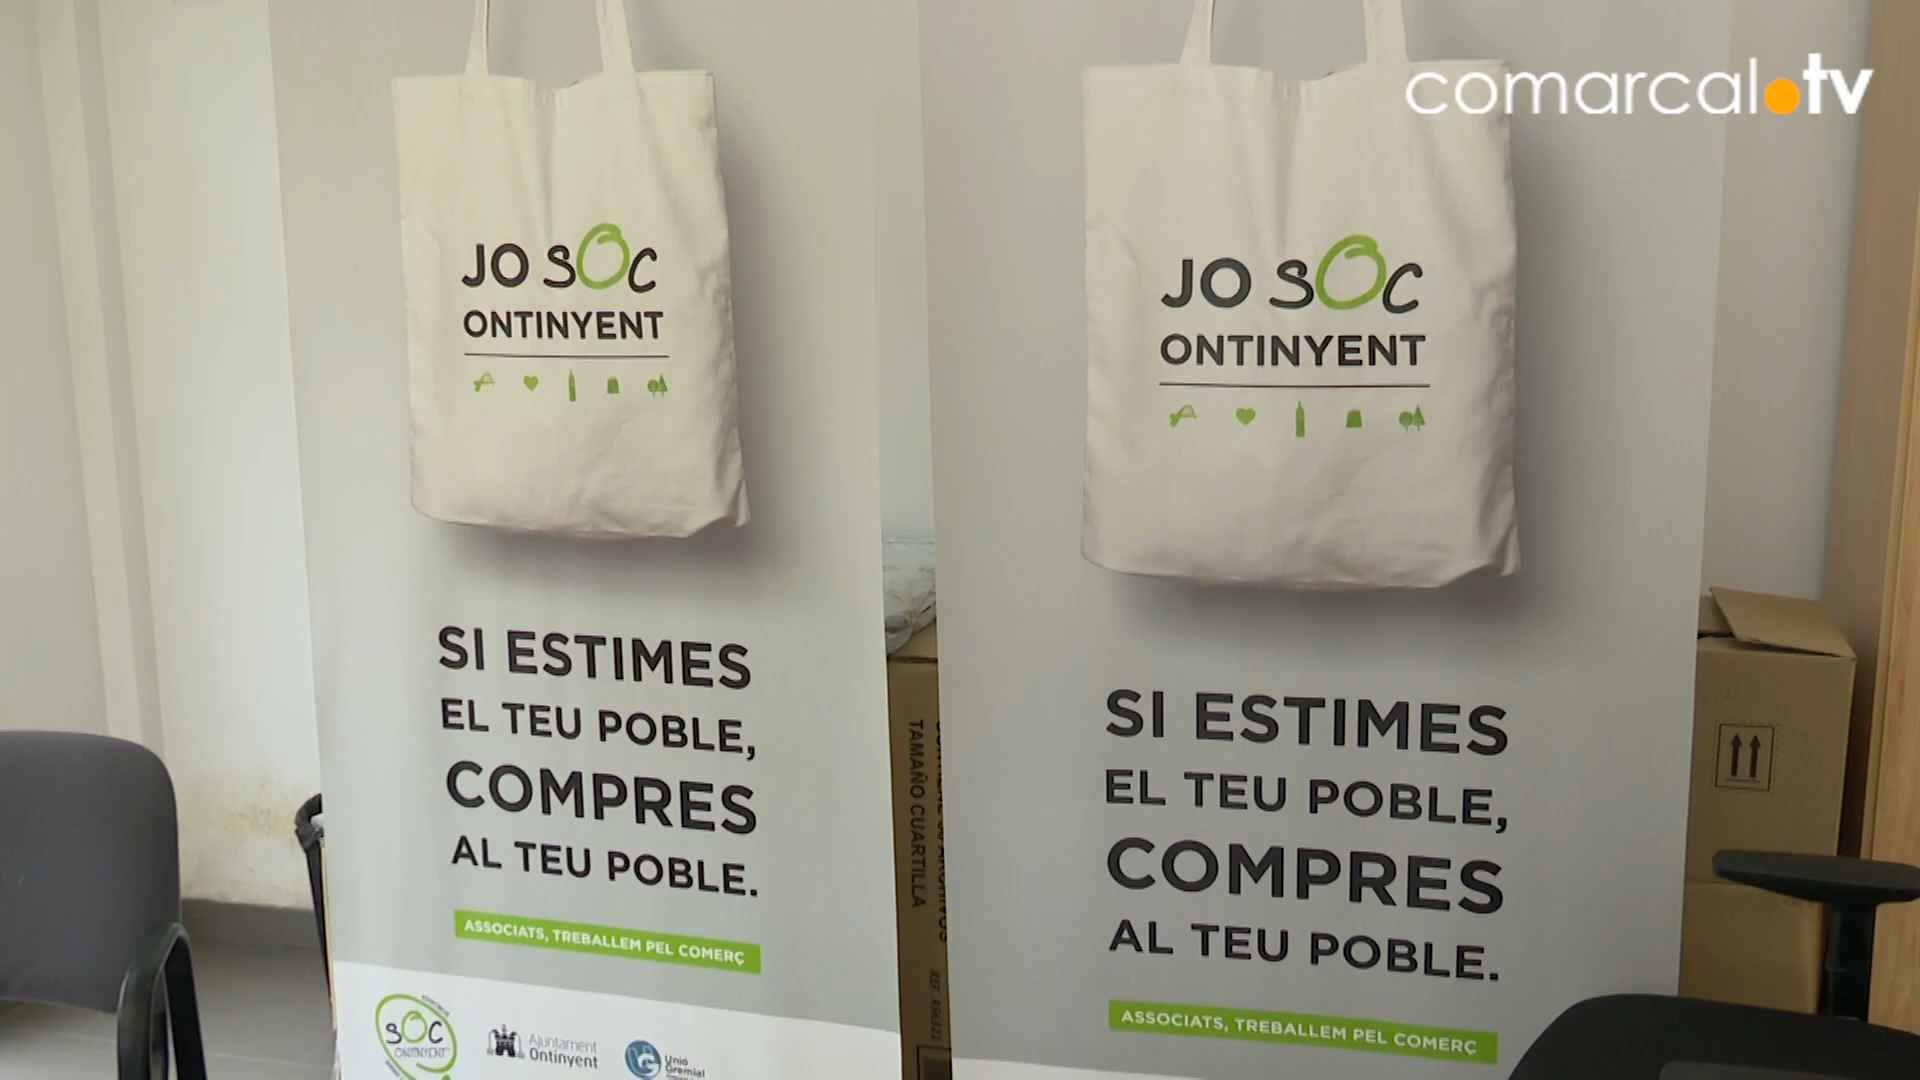 comarcal.tv
JO SOC
ONTINYENT
SI ESTIMES
EL TEU POBLE,
COMPRES
AL TEU POBLE.
ASSOCIATS, TREBALLEM PEL COMERÇ
SOC
ONTINYENT
Ajuntament
Ontinyent
Unió
Gremial
TAMAÑO CUARTILLA
REF. 456322
JO SOC
ONTINYENT
SI ESTIMES
EL TEU POBLE,
COMPRES
AL TEU POBLE.
ASSOCIATS, TREBALLEM PEL COMERÇ